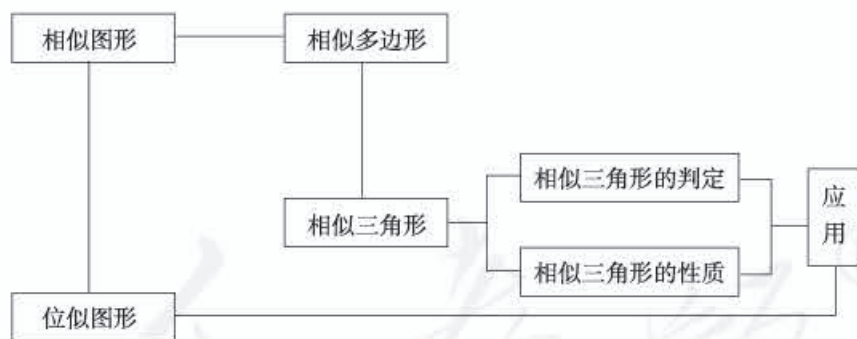 相似图形
相似多边形
相似三角形的判定
应用
相似三角形
相似三角形的性质
位似图形